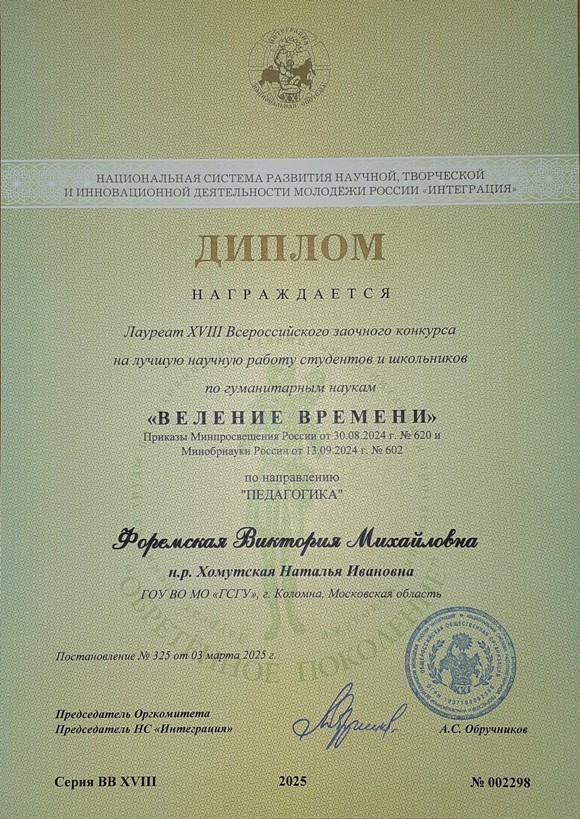 ИНТЕГРАЦИЯ
XXI
НАЦИОНАЛЬНАЯ СИСТЕМА РАЗВИТИЯ НАУЧНОЙ, ТВОРЧЕСКОЙ
И ИННОВАЦИОННОЙ ДЕЯТЕЛЬНОСТИ МОЛОДЁЖИ РОССИИ «ИНТЕГРАЦИЯ»
ДИПЛОМ
НАГРАЖДАЕТСЯ
Лауреат XVIII Всероссийского заочного конкурса
на лучшую научную работу студентов и школьников
по гуманитарным наукам
«ВЕЛЕНИЕ ВРЕМЕНИ»
Приказы Минпросвещения России от 30.08.2024 г. № 620 и
Минобрнауки России от 13.09.2024 г. № 602
по направлению
"ПЕДАГОГИКА"
Форемская Виктория Михайловна
н.р. Хомутская Наталья Ивановна
ГОУ ВО МО «ГСГУ», г. Коломна, Московская область
"ОБРЕТЁННОЕ ПОКОЛЕНИЕ"
Постановление № 325 от 03 марта 2025 г.
Председатель Оргкомитета
Председатель НС «Интеграция»
А.С. Обручников
Серия ВВ XVIII
2025
№ 002298